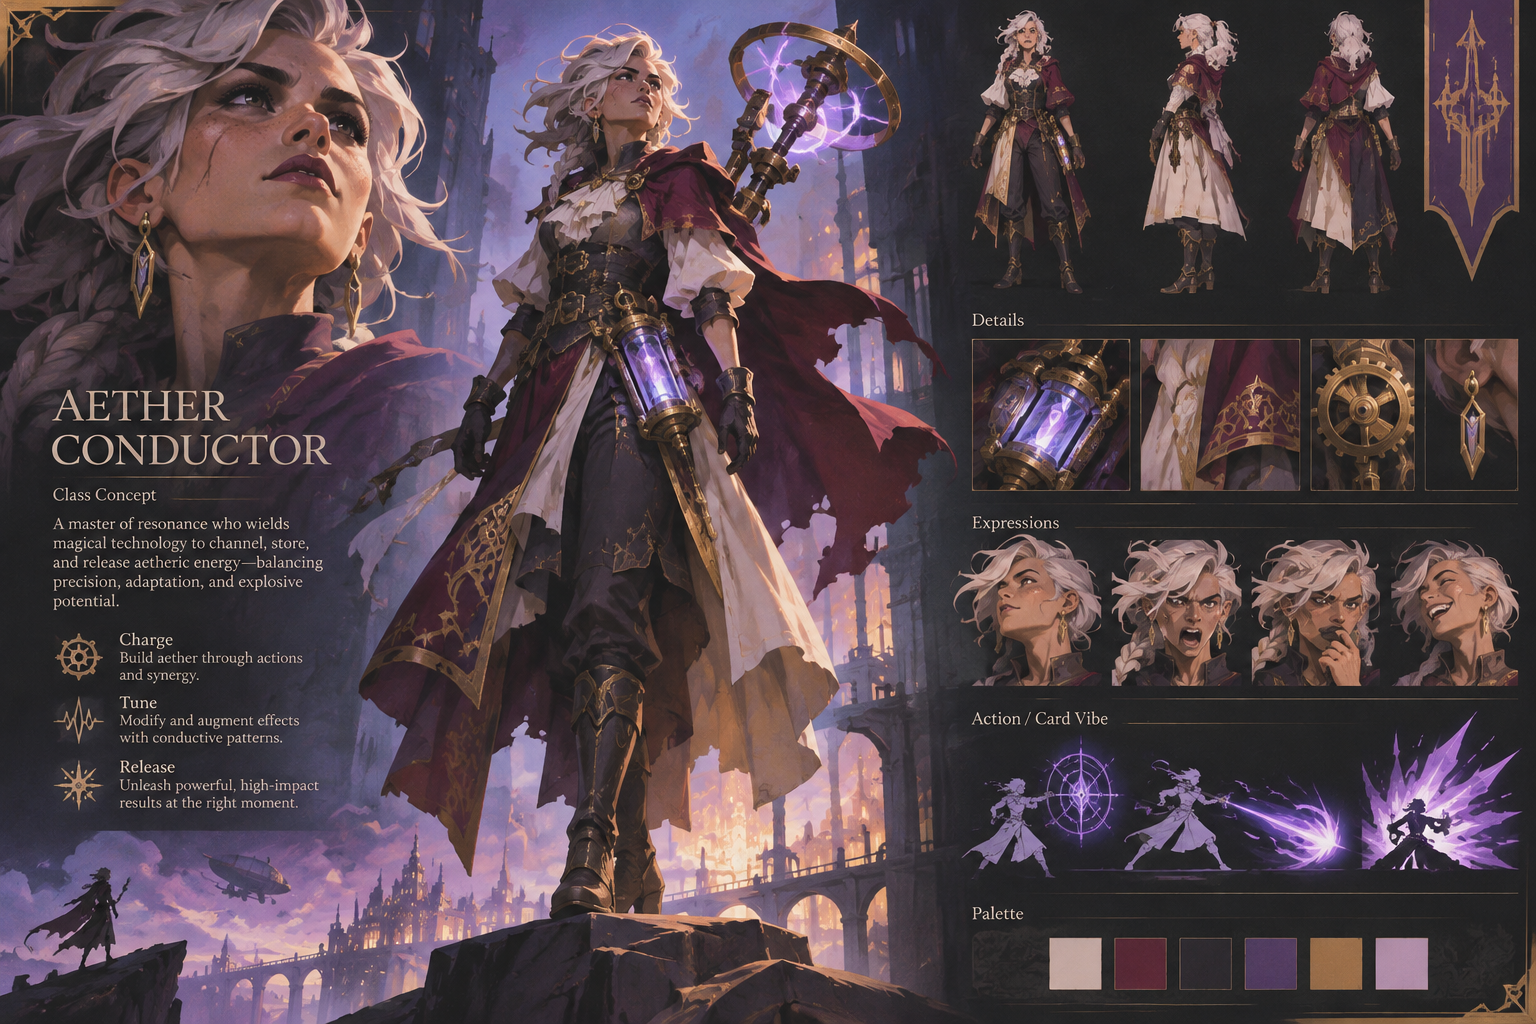 AETHER
CONDUCTOR
Class Concept
A master of resonance who wields
magical technology to channel, store,
and release aetheric energy—balancing
precision, adaptation, and explosive
potential.
Charge
Build aether through actions
and synergy.
Tune
Modify and augment effects
with conductive patterns.
Release
Unleash powerful, high-impact
results at the right moment.
Details
Expressions
Action / Card Vibe
Palette